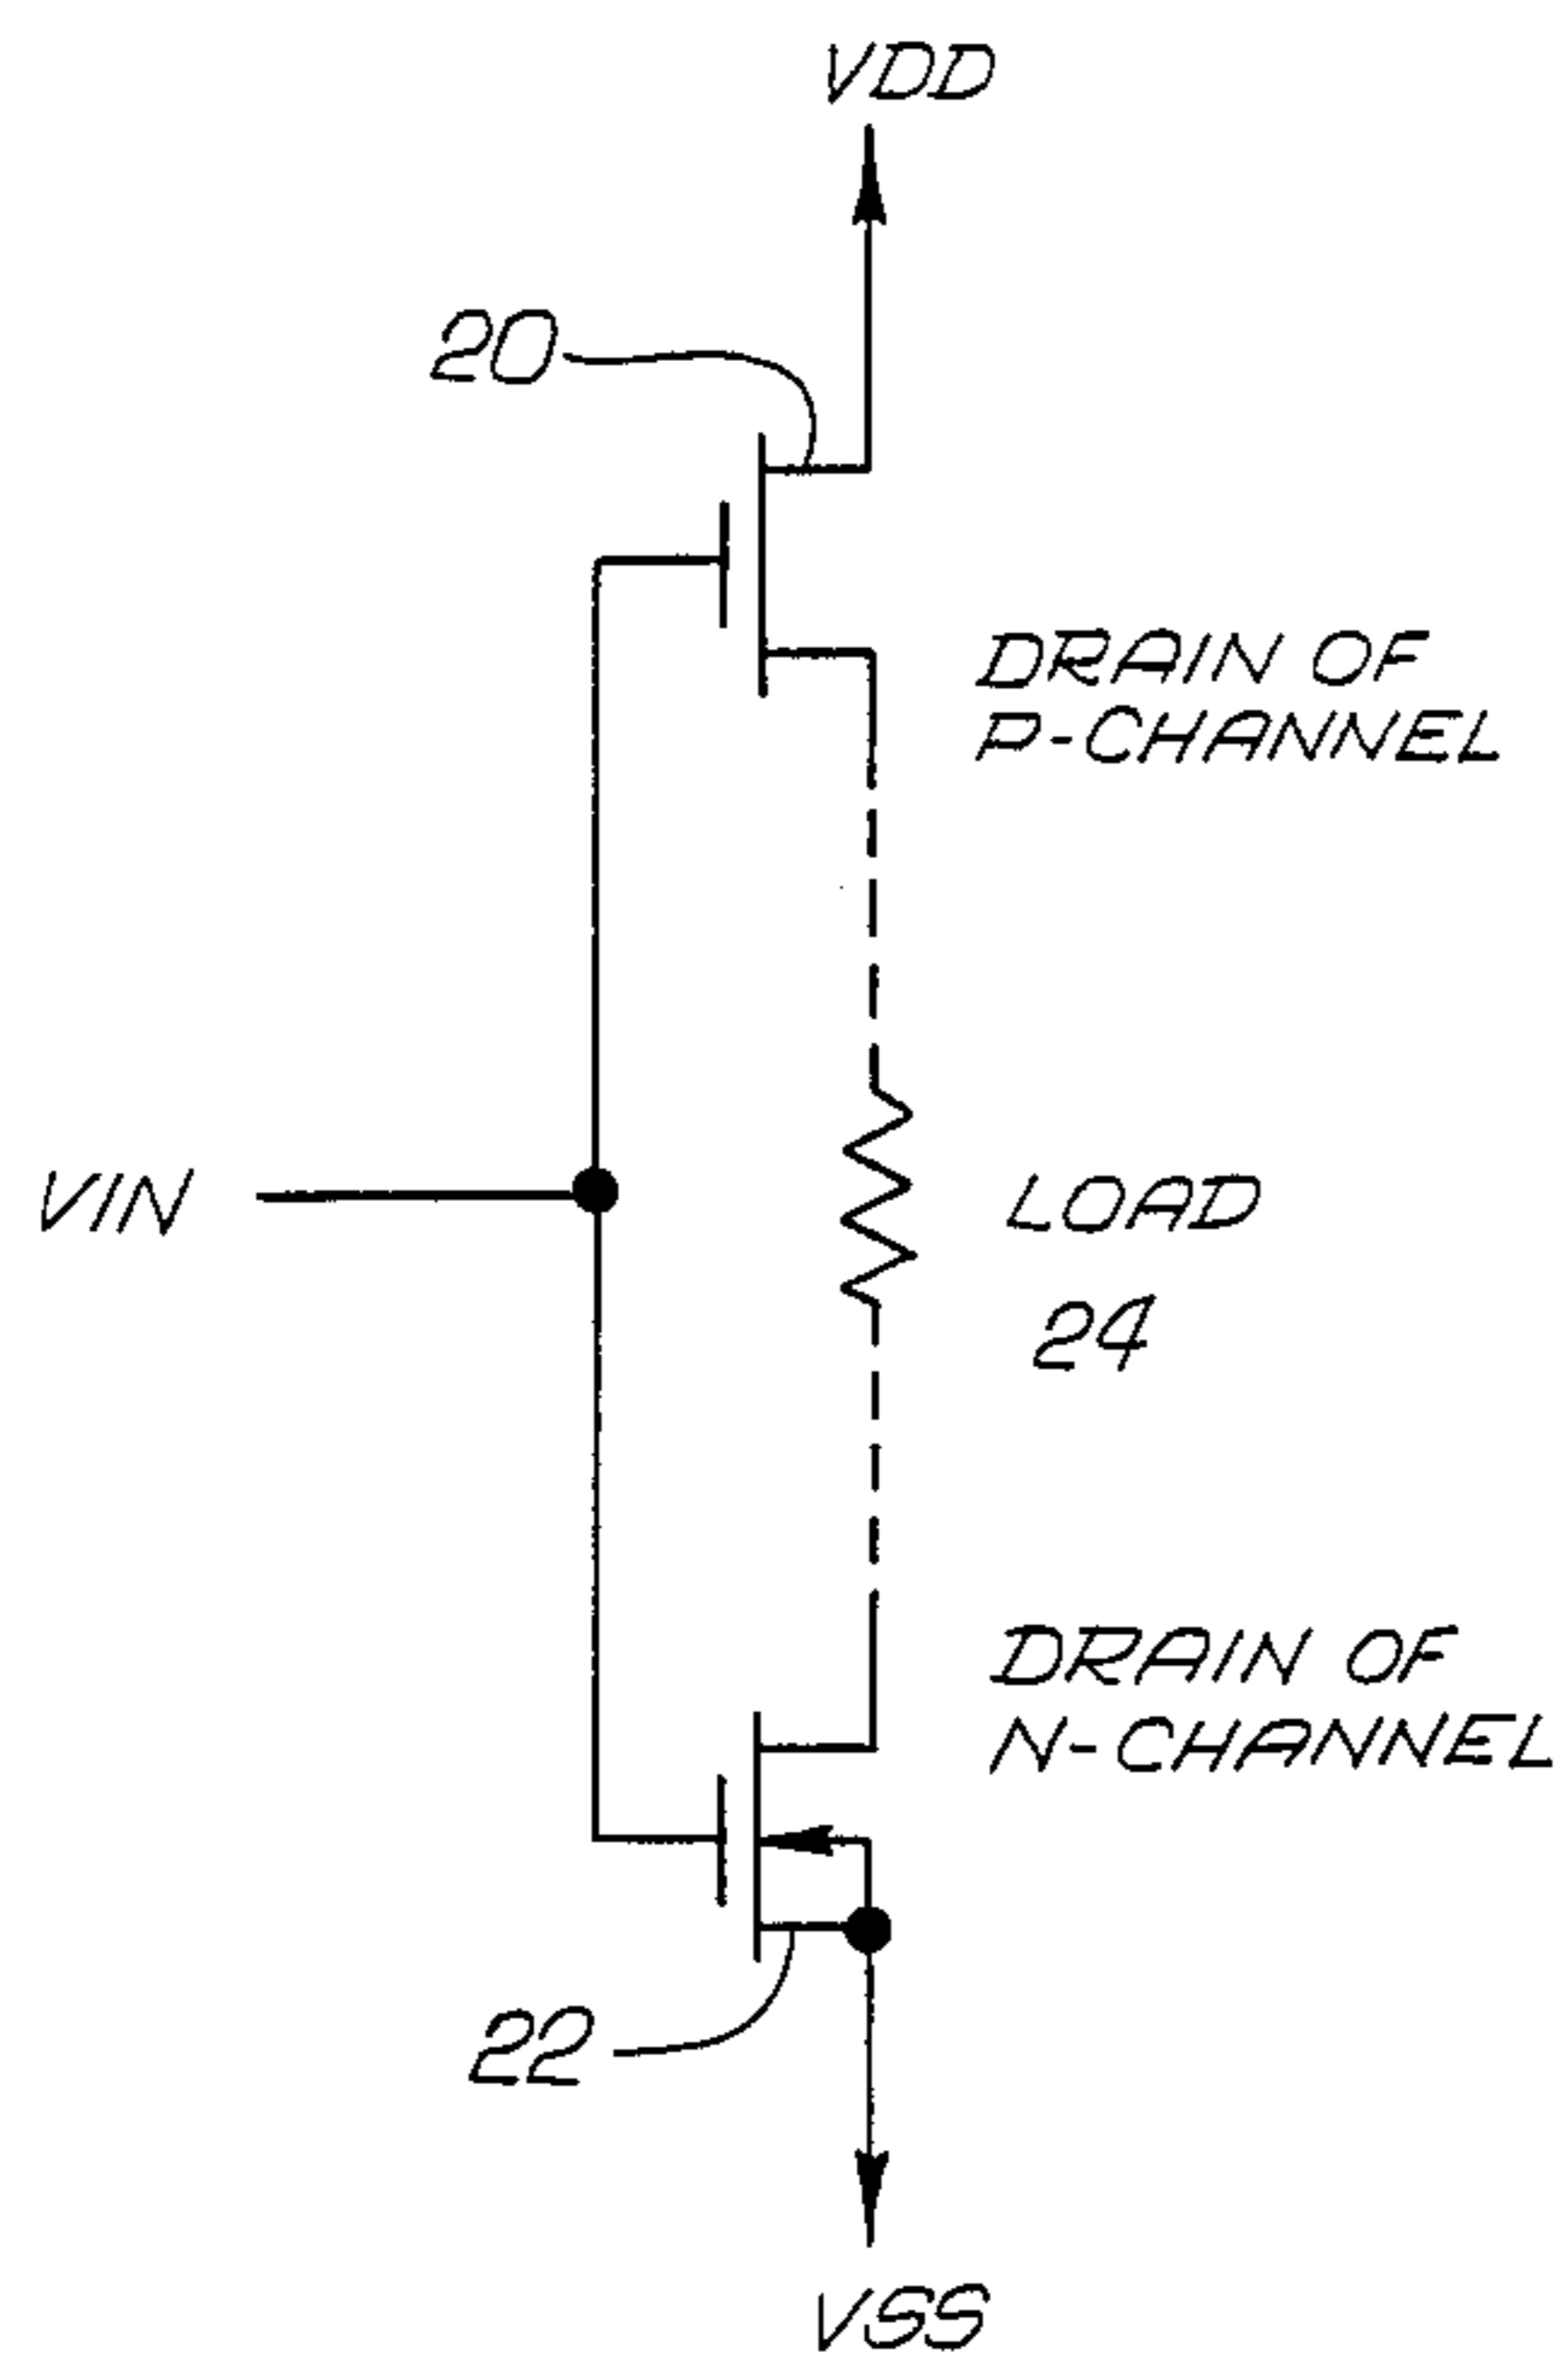 VDD
20
DRAIN OF
P-CHANNEL
VIN
LOAD
24
DRAIN OF
N-CHANNEL
22
VSS